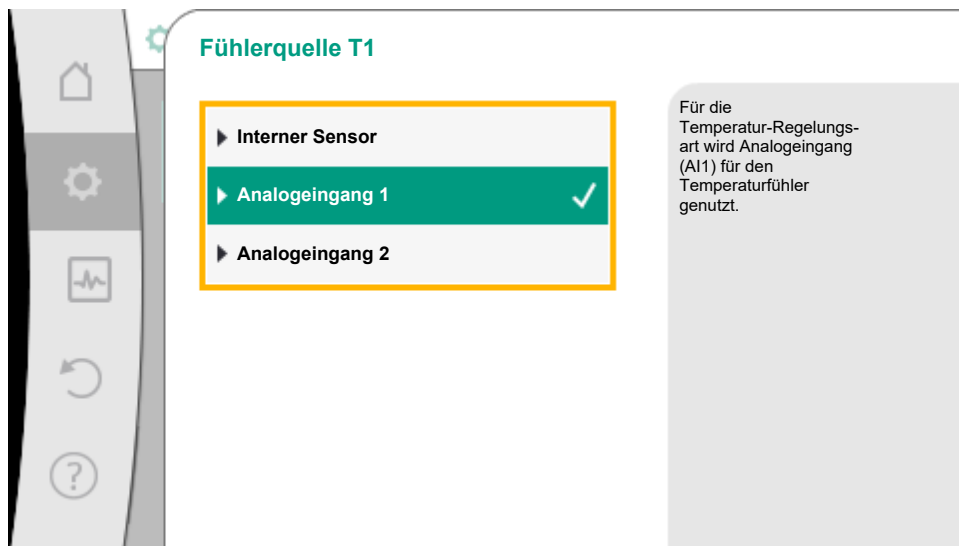 Fühlerquelle T1
Interner Sensor
Analogeingang 1
Analogeingang 2
Für die
Temperatur-Regelungs-
art wird Analogeingang
(AI1) für den
Temperaturfühler
genutzt.
?